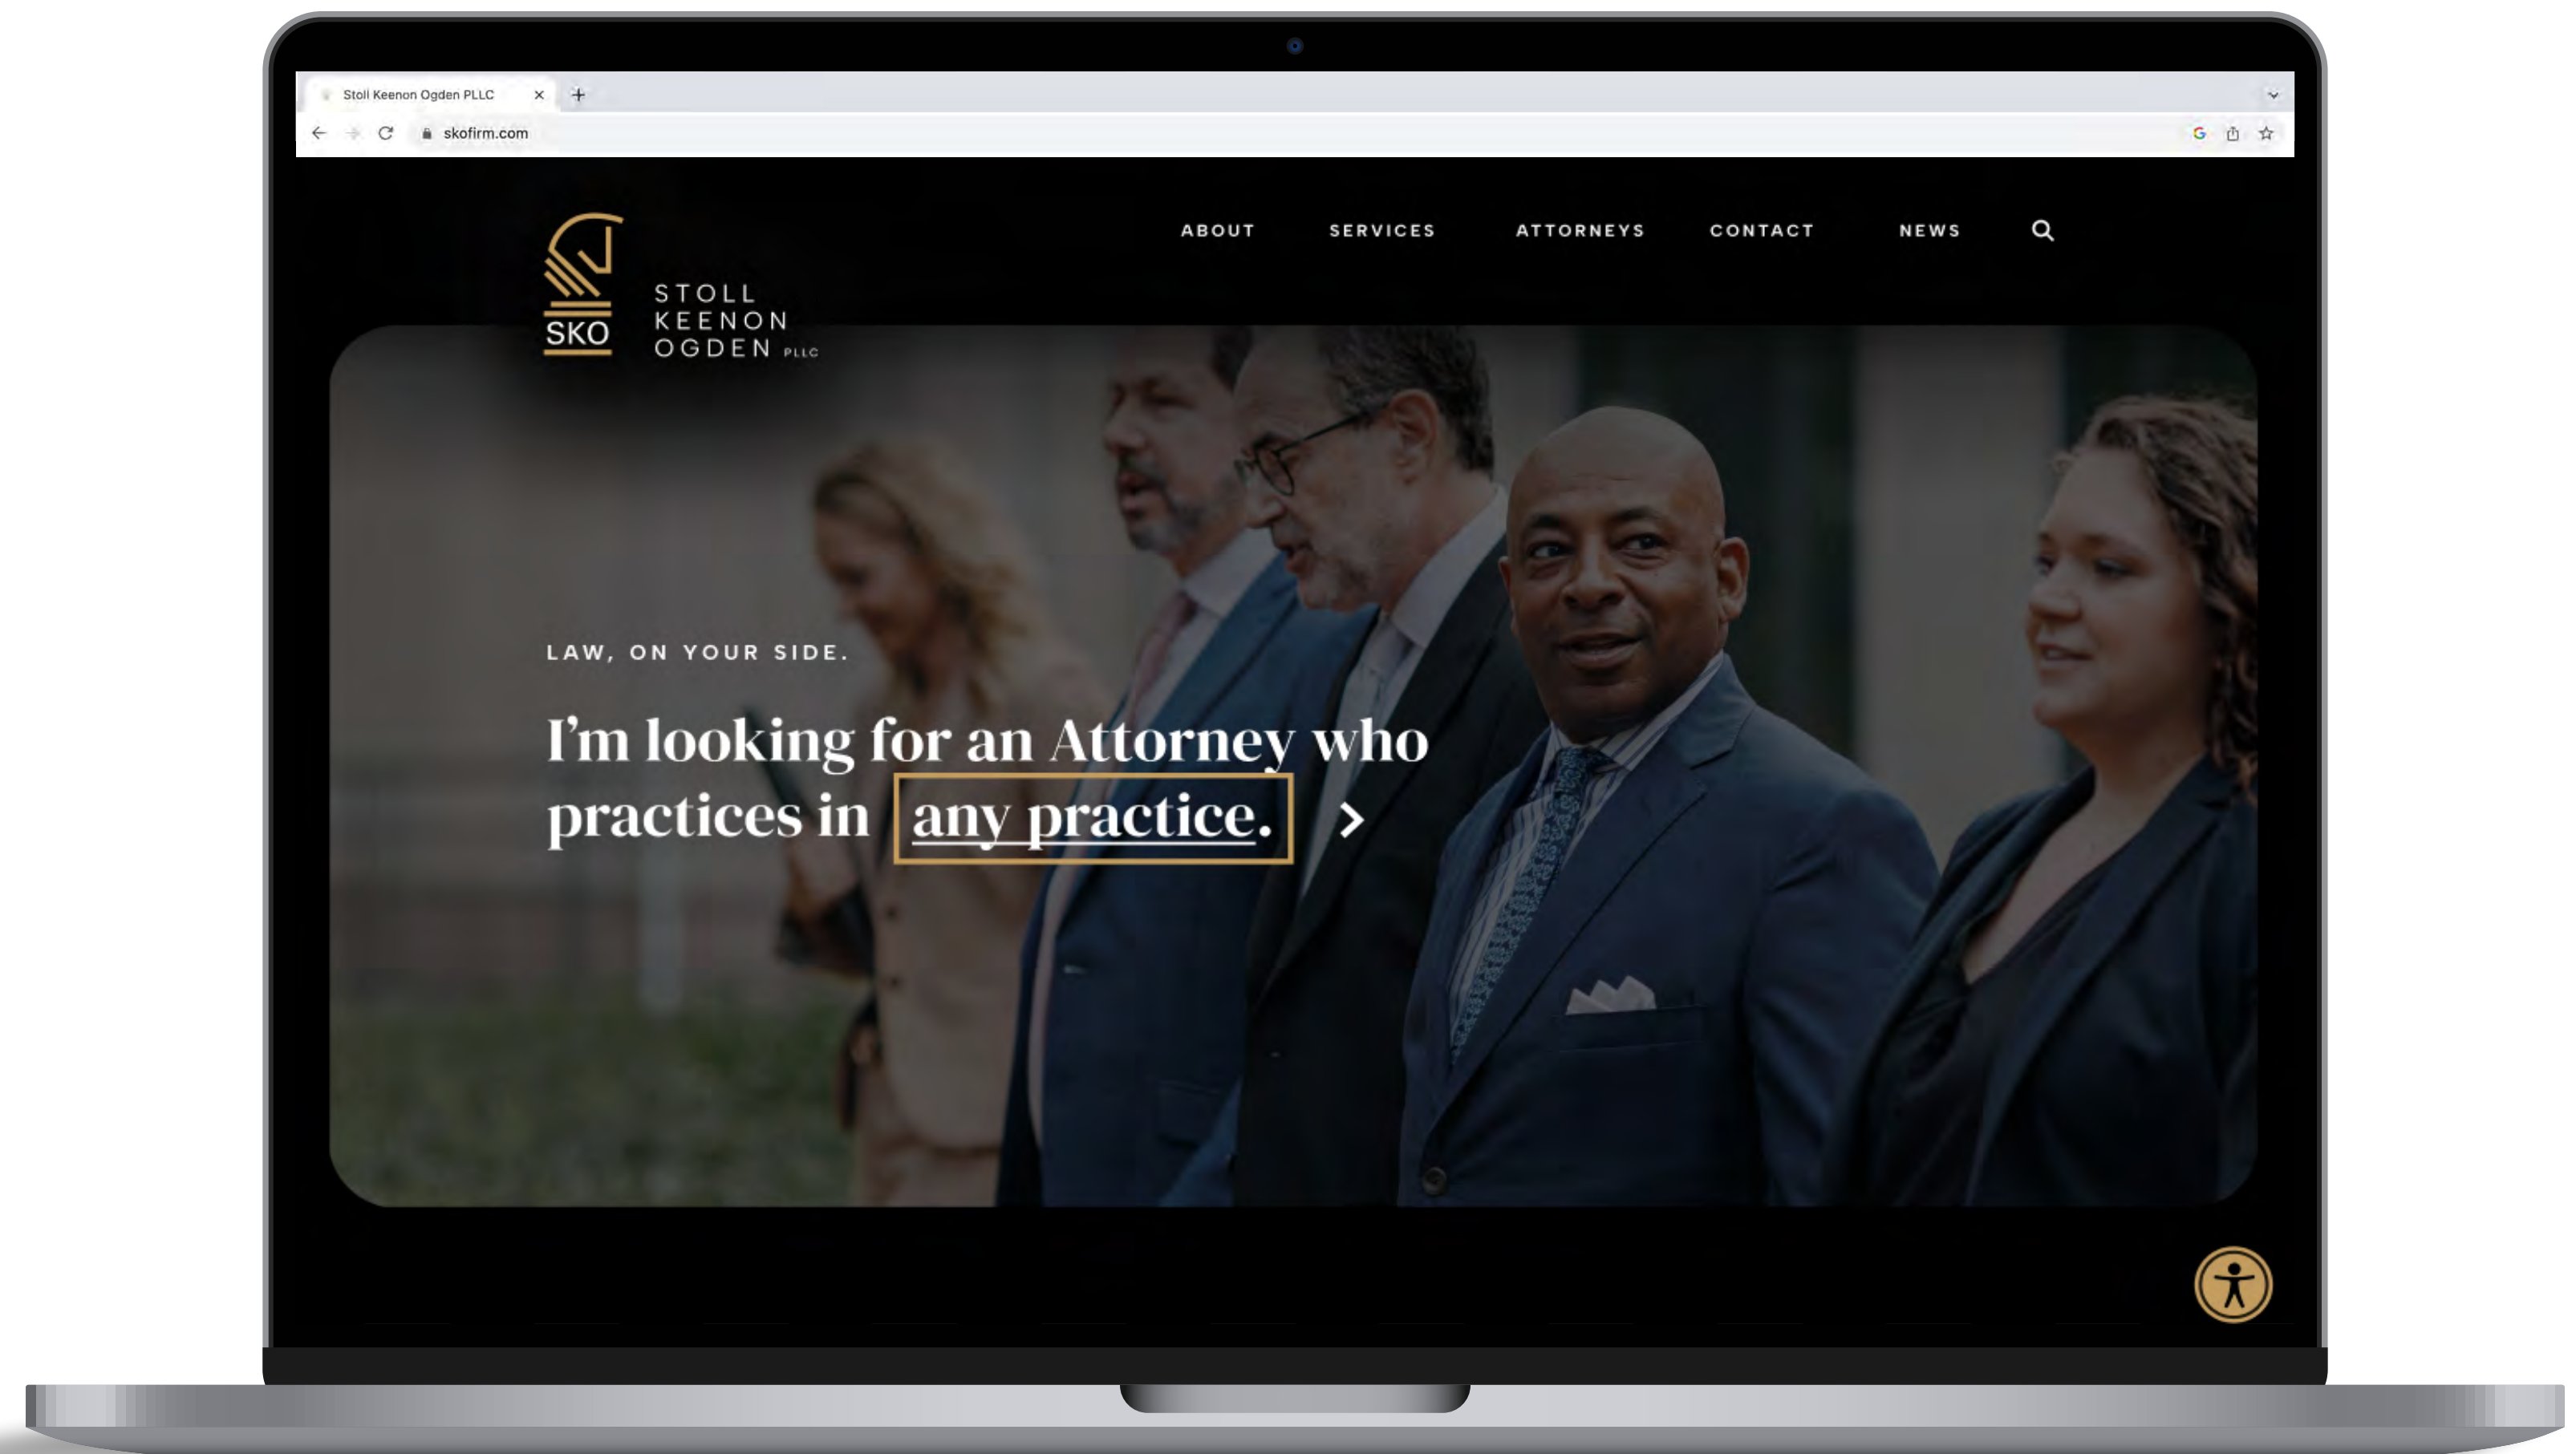 Stoll Keenon Ogden PLLC
skofirm.com
SKO
STOLL
KEENON
OGDEN PLLC
ABOUT SERVICES ATTORNEYS CONTACT NEWS
LAW, ON YOUR SIDE.
I’m looking for an Attorney who
practices in any practice.